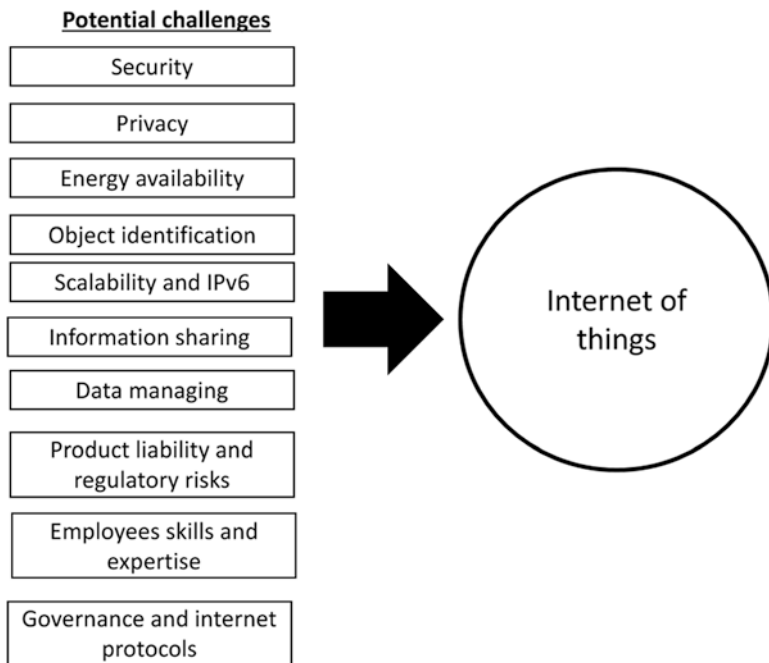 Potential challenges
Security
Privacy
Energy availability
Object identification
Scalability and IPv6
Information sharing
Data managing
Product liability and
regulatory risks
Employees skills and
expertise
Governance and internet
protocols
Internet of
things